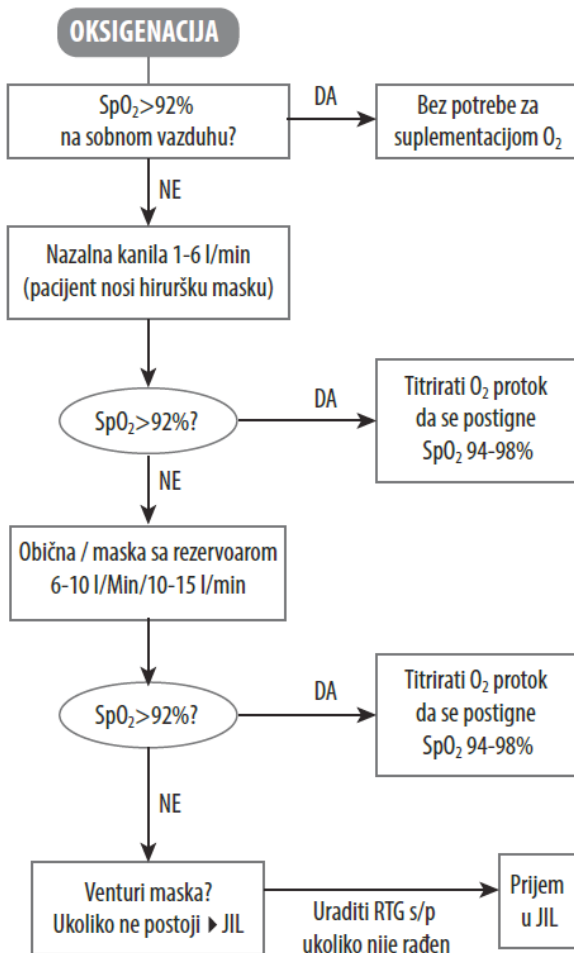 OKSIGENACIJA
SpO₂>92%
na sobnom vazduhu?
DA
Bez potrebe za
suplementacijom O₂
NE
Nazalna kanila 1-6 l/min
(pacijent nosi hiruršku masku)
SpO₂>92%?
DA
Titrirati O₂ protok
da se postigne
SpO₂ 94-98%
NE
Obična / maska sa rezervoarom
6-10 l/Min/10-15 l/min
SpO₂>92%?
DA
Titrirati O₂ protok
da se postigne
SpO₂ 94-98%
NE
Venturi maska?
Ukoliko ne postoji ▸ JIL
Uraditi RTG s/p
ukoliko nije rađen
Prijem
u JIL